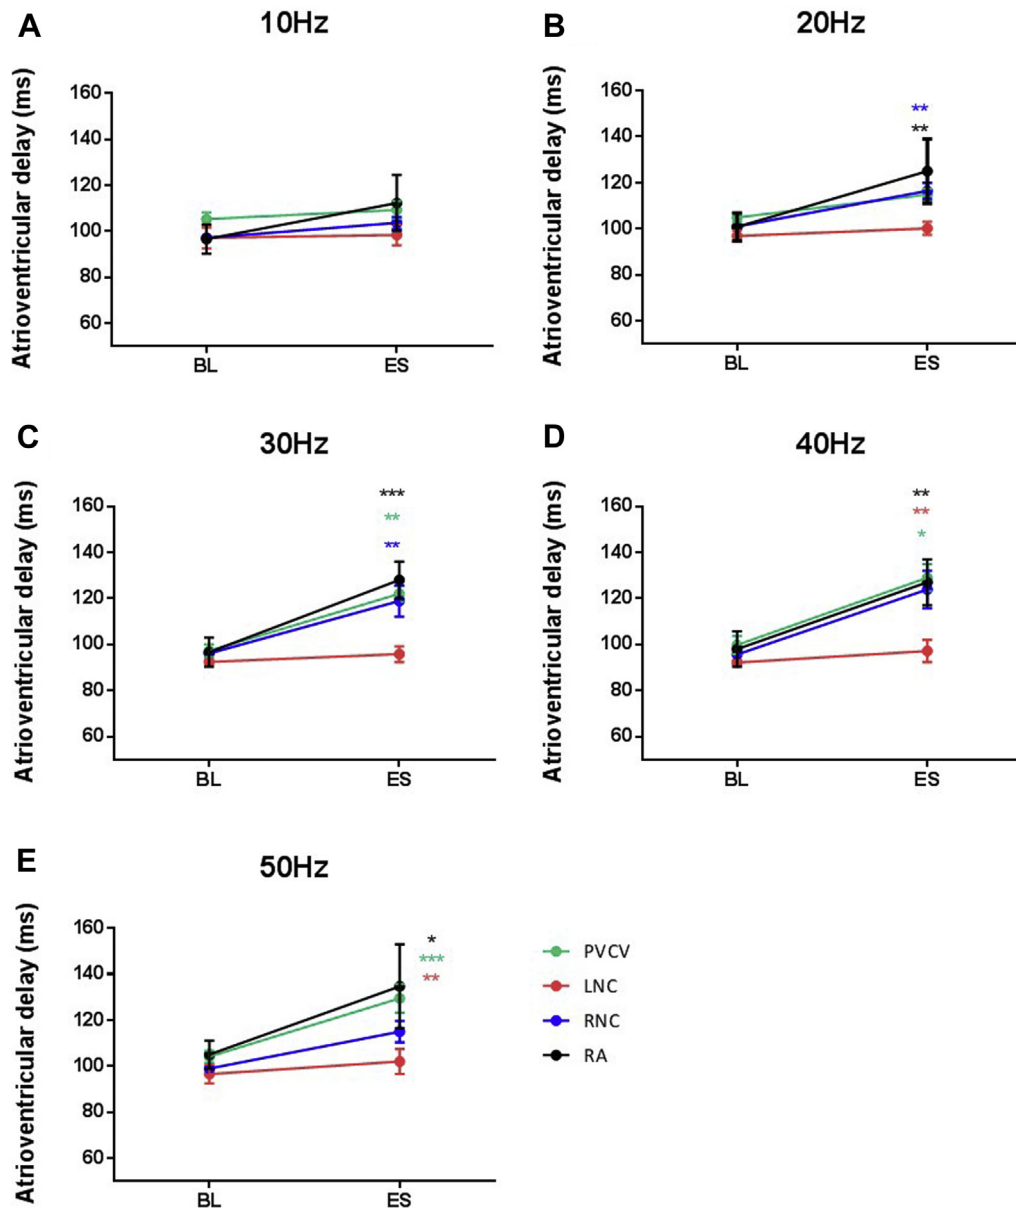 A
10Hz
Atrioventricular delay (ms)
160
140
120
100
80
60
BL ES
B
20Hz
Atrioventricular delay (ms)
160
140
120
100
80
60
**
**
BL ES
C
30Hz
Atrioventricular delay (ms)
160
140
120
100
80
60
***
**
**
BL ES
D
40Hz
Atrioventricular delay (ms)
160
140
120
100
80
60
**
**
*
BL ES
E
50Hz
Atrioventricular delay (ms)
160
140
120
100
80
60
*
***
**
BL ES
PVCV
LNC
RNC
RA